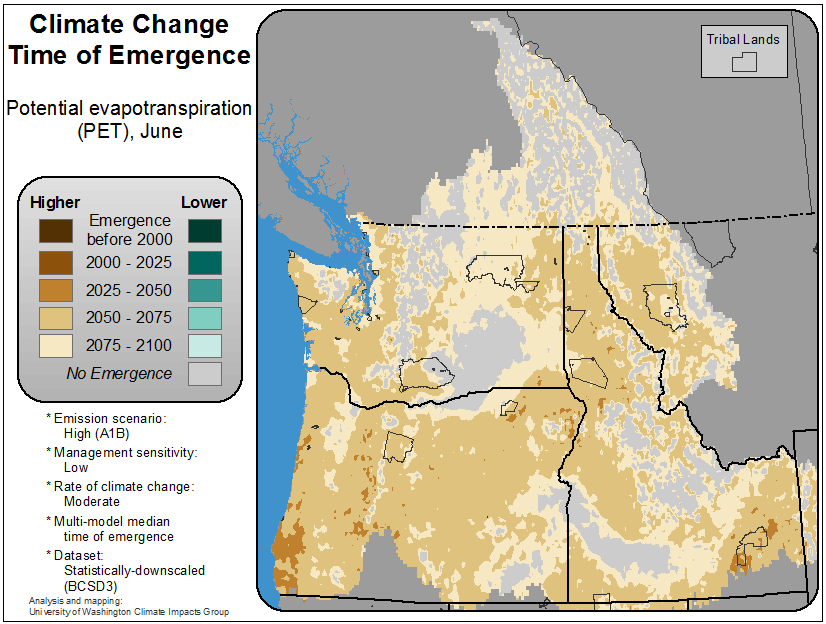 Climate Change
Time of Emergence
Potential evapotranspiration
(PET), June
Tribal Lands
Higher Lower
Emergence
before 2000
2000 - 2025
2025 - 2050
2050 - 2075
2075 - 2100
No Emergence
* Emission scenario:
High (A1B)
* Management sensitivity:
Low
* Rate of climate change:
Moderate
* Multi-model median
time of emergence
* Dataset:
Statistically-downscaled
(BCSD3)
Analysis and mapping:
University of Washington Climate Impacts Group